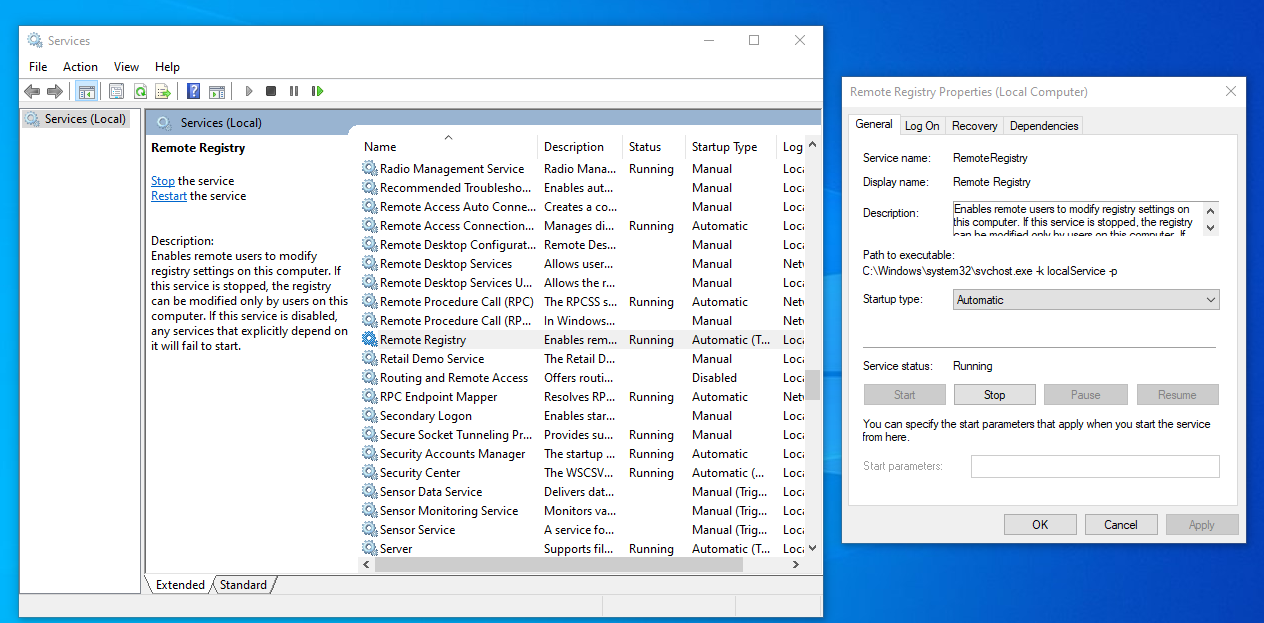 Services
File Action View Help
Services (Local)
Services (Local)
Remote Registry
Stop the service
Restart the service
Description:
Enables remote users to modify
registry settings on this computer. If
this service is stopped, the registry
can be modified only by users on this
computer. If this service is disabled,
any services that explicitly depend on
it will fail to start.
Name Description Status Startup Type Log
Radio Management Service Radio Mana... Running Manual Loca
Recommended Troublesho... Enables aut... Manual Loca
Remote Access Auto Conne... Creates a co... Manual Loca
Remote Access Connection... Manages di... Running Automatic Loca
Remote Desktop Configurat... Remote Des... Manual Loca
Remote Desktop Services Allows user... Manual Net
Remote Desktop Services U... Allows the r... Manual Loca
Remote Procedure Call (RPC) The RPCSS s... Running Automatic Net
Remote Procedure Call (RP... In Windows... Manual Net
Remote Registry Enables rem... Running Automatic (T... Loca
Retail Demo Service The Retail D... Manual Loca
Routing and Remote Access Offers routi... Disabled Loca
RPC Endpoint Mapper Resolves RP... Running Automatic Net
Secondary Logon Enables star... Manual Loca
Secure Socket Tunneling Pr... Provides su... Running Manual Loca
Security Accounts Manager The startup ... Running Automatic Loca
Security Center The WSCSV... Running Automatic (... Loca
Sensor Data Service Delivers dat... Manual (Trig... Loca
Sensor Monitoring Service Monitors va... Manual (Trig... Loca
Sensor Service A service fo... Manual (Trig... Loca
Server Supports fil... Running Automatic (T... Loca
Extended Standard
Remote Registry Properties (Local Computer)
General Log On Recovery Dependencies
Service name: RemoteRegistry
Display name: Remote Registry
Description: Enables remote users to modify registry settings on
this computer. If this service is stopped, the registry
can be modified only by users on this computer. If
Path to executable:
C:\Windows\system32\svchost.exe -k localService -p
Startup type: Automatic
Service status: Running
Start Stop Pause Resume
You can specify the start parameters that apply when you start the service
from here.
Start parameters:
OK Cancel Apply